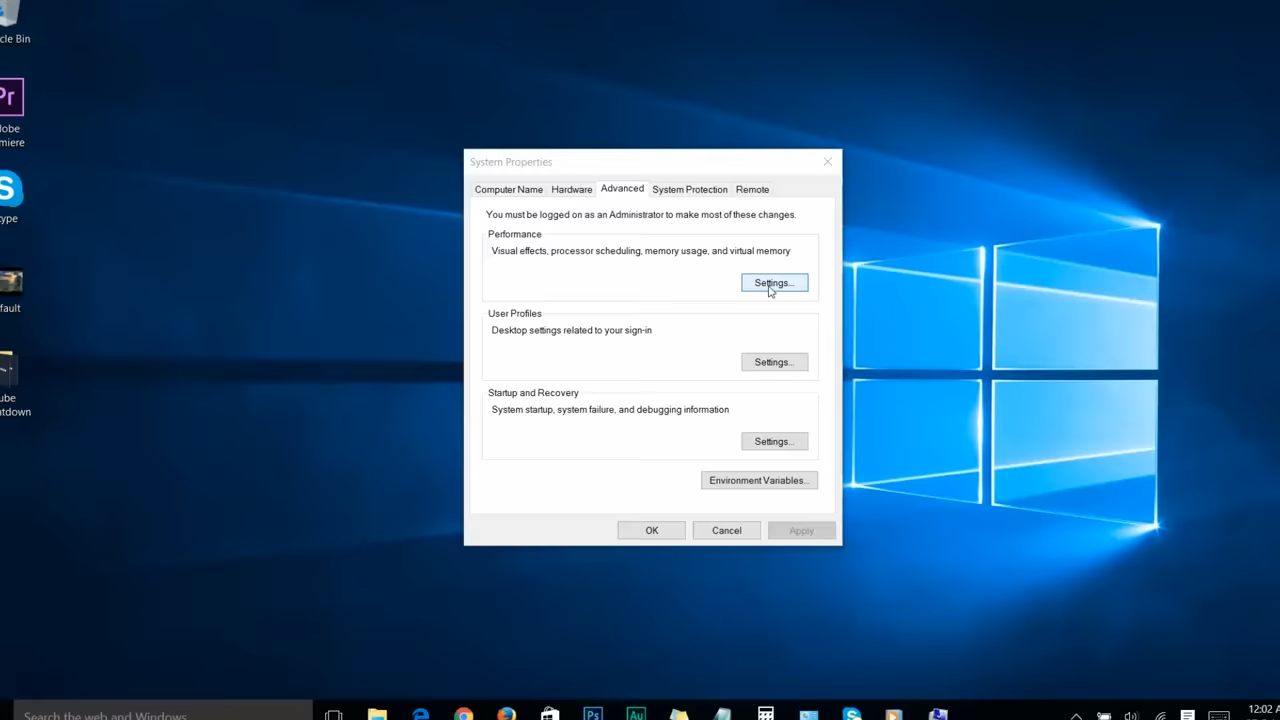 cle Bin
Pr
dobe
miere
S
ype
fault
ube
ntdown
System Properties
Computer Name Hardware Advanced System Protection Remote
You must be logged on as an Administrator to make most of these changes.
Performance
Visual effects, processor scheduling, memory usage, and virtual memory
Settings...
User Profiles
Desktop settings related to your sign-in
Settings...
Startup and Recovery
System startup, system failure, and debugging information
Settings...
Environment Variables...
OK Cancel Apply
Search the web and Windows
Ps Au S
12:02 A